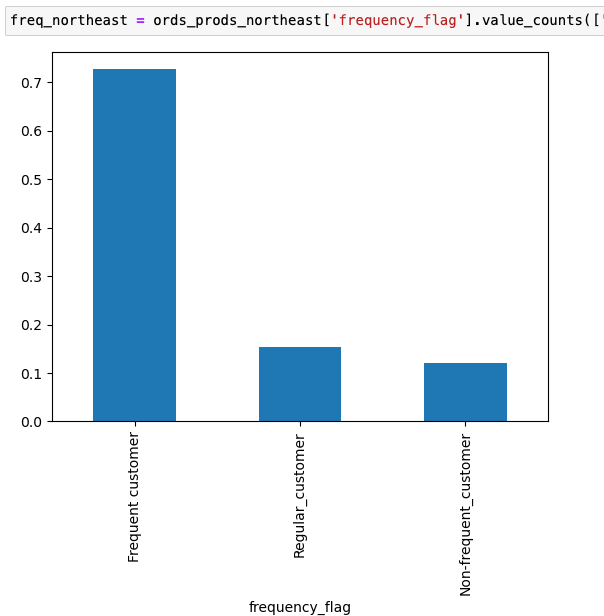 freq_northeast = ords_prods_northeast['frequency_flag'].value_counts(['
0.7
0.6
0.5
0.4
0.3
0.2
0.1
0.0
Frequent customer
Regular_customer
Non-frequent_customer
frequency_flag